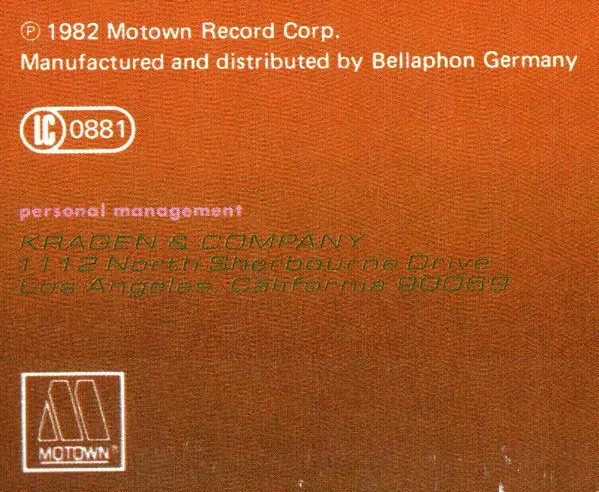 ℗ 1982 Motown Record Corp.
Manufactured and distributed by Bellaphon Germany
LC 0881
personal management
KRAGEN & COMPANY
1112 North Sherbourne Drive
Los Angeles, California 90069
MOTOWN®